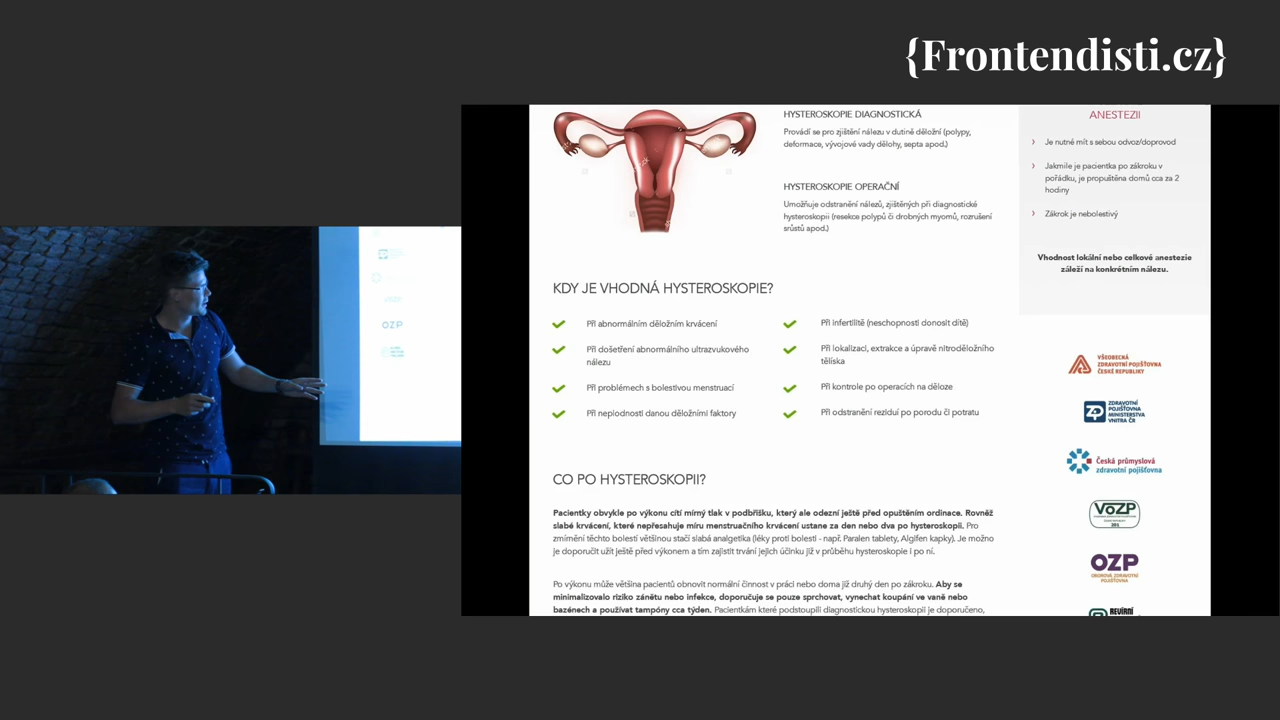 {Frontendisti.cz}
HYSTEROSKOPIE DIAGNOSTICKÁ
Provádí se pro zjištění nálezu v dutině děložní (polypy,
deformace, vývojové vady dělohy, septa apod.)
HYSTEROSKOPIE OPERAČNÍ
Umožňuje odstranění nálezů, zjištěných při diagnostické
hysteroskopii (resekce polypů či drobných myomů, rozrušení
srůstů apod.)
ANESTEZII
Je nutné mít s sebou odvoz/doprovod
Jakmile je pacientka po zákroku v
pořádku, je propuštěna domů cca za 2
hodiny
Zákrok je nebolestivý
Vhodnost lokální nebo celkové anestezie
záleží na konkrétním nálezu.
KDY JE VHODNÁ HYSTEROSKOPIE?
Při abnormálním děložním krvácení
Při došetření abnormálního ultrazvukového
nálezu
Při problémech s bolestivou menstruací
Při neplodnosti danou děložními faktory
Při infertilitě (neschopnosti donosit dítě)
Při lokalizaci, extrakce a úpravě nitroděložního
tělíska
Při kontrole po operacích na děloze
Při odstranění reziduí po porodu či potratu
CO PO HYSTEROSKOPII?
Pacientky obvykle po výkonu cítí mírný tlak v podbřišku, který ale odezní ještě před opuštěním ordinace. Rovněž
slabé krvácení, které nepřesahuje míru menstruačního krvácení ustane za den nebo dva po hysteroskopii. Pro
zmírnění těchto bolestí většinou stačí slabá analgetika (léky proti bolesti - např. Paralen tablety, Algifen kapky). Je možno
je doporučit užít ještě před výkonem a tím zajistit trvání jejich účinku již v průběhu hysteroskopie i po ní.
Po výkonu může většina pacientů obnovit normální činnost v práci nebo doma již druhý den po zákroku. Aby se
minimalizovalo riziko zánětu nebo infekce, doporučuje se pouze sprchovat, vynechat koupání ve vaně nebo
bazénech a používat tampóny cca týden. Pacientkám které podstoupili diagnostickou hysteroskopii je doporučeno,
VŠEOBECNÁ
ZDRAVOTNÍ POJIŠŤOVNA
ČESKÉ REPUBLIKY
ZP
ZDRAVOTNÍ
POJIŠŤOVNA
MINISTERSTVA
VNITRA ČR
Česká průmyslová
zdravotní pojišťovna
VoZP
201
OZP
OBOROVÁ ZDRAVOTNÍ
POJIŠŤOVNA
REVÍRNÍ
OZP